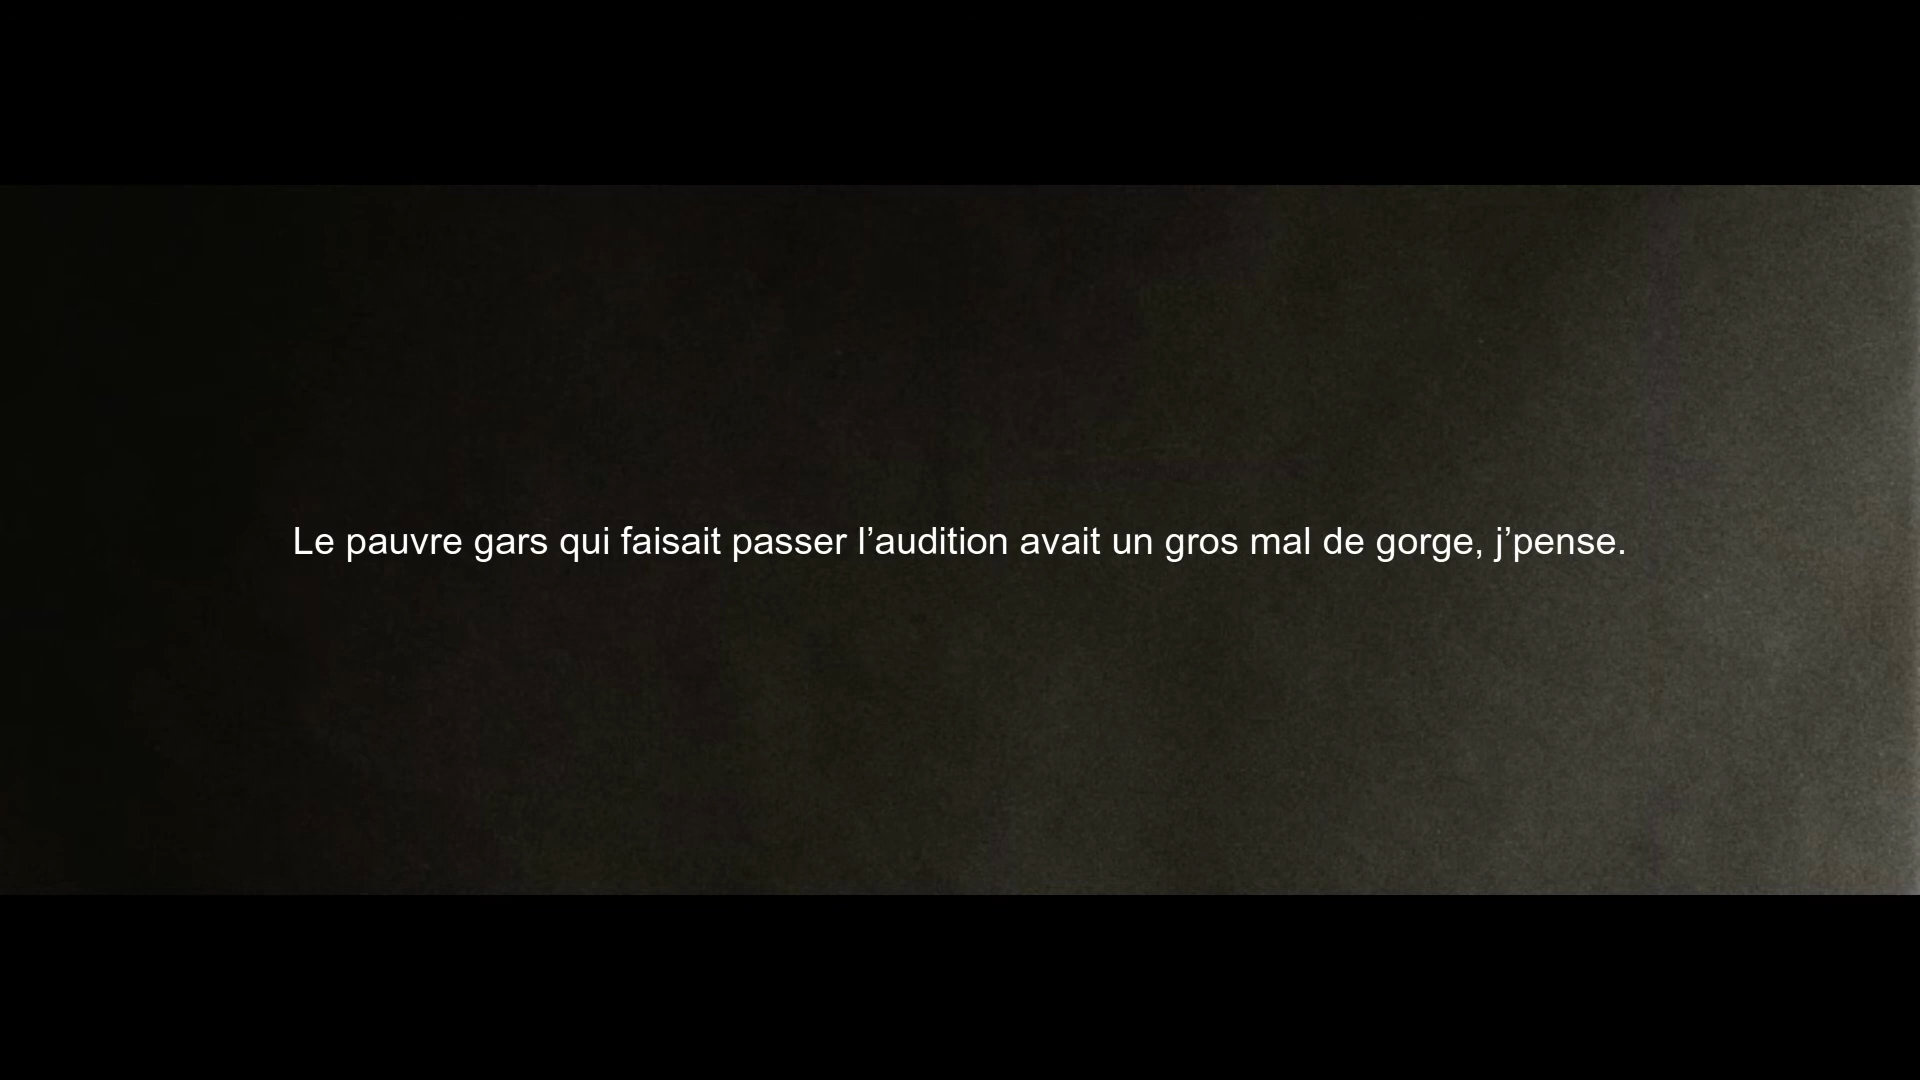 Le pauvre gars qui faisait passer l’audition avait un gros mal de gorge, j’pense.